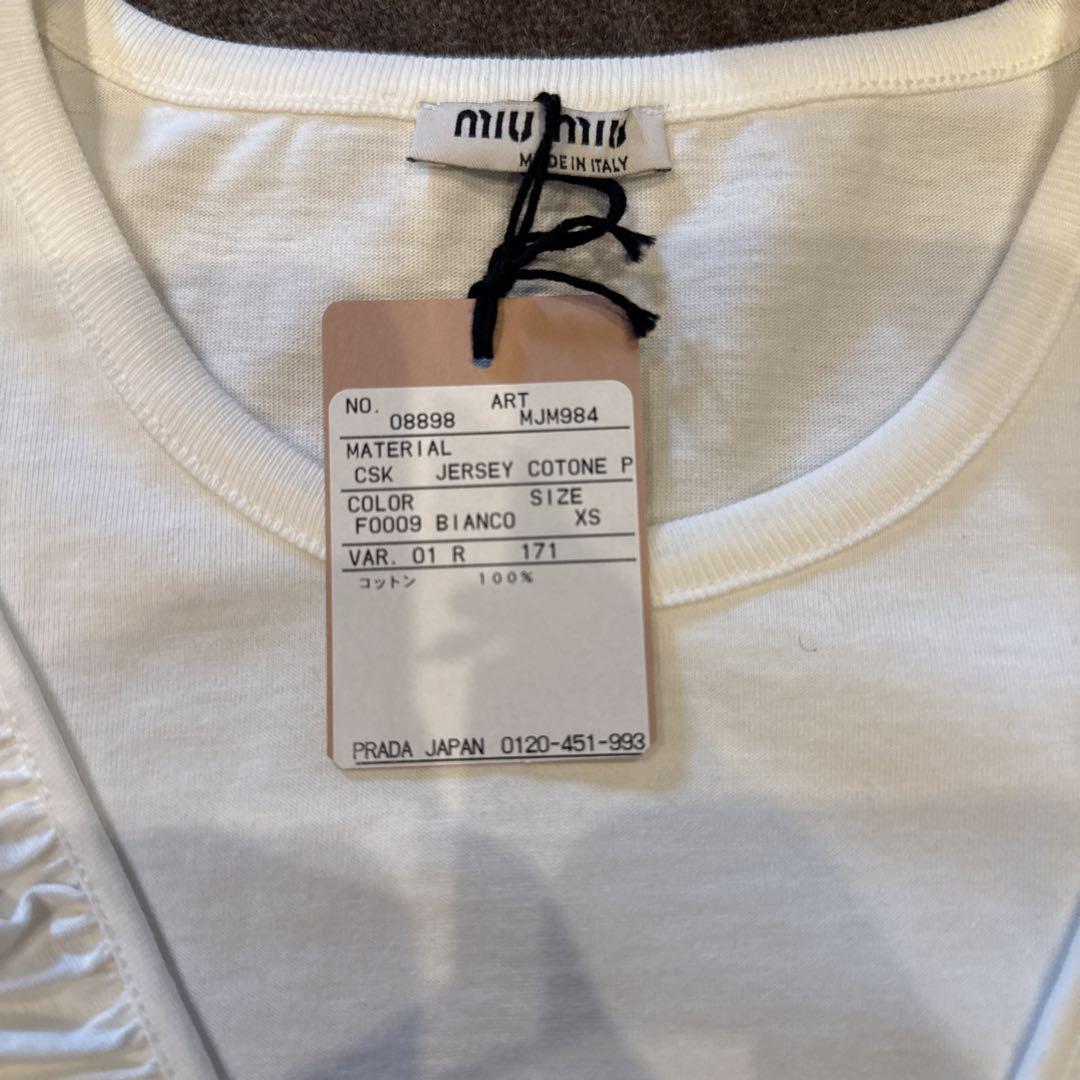 miu miu
MADE IN ITALY
NO. ART
08898 MJM984
MATERIAL
CSK JERSEY COTONE P
COLOR SIZE
F0009 BIANCO XS
VAR. 01 R 171
コットン 100%
PRADA JAPAN 0120-451-993